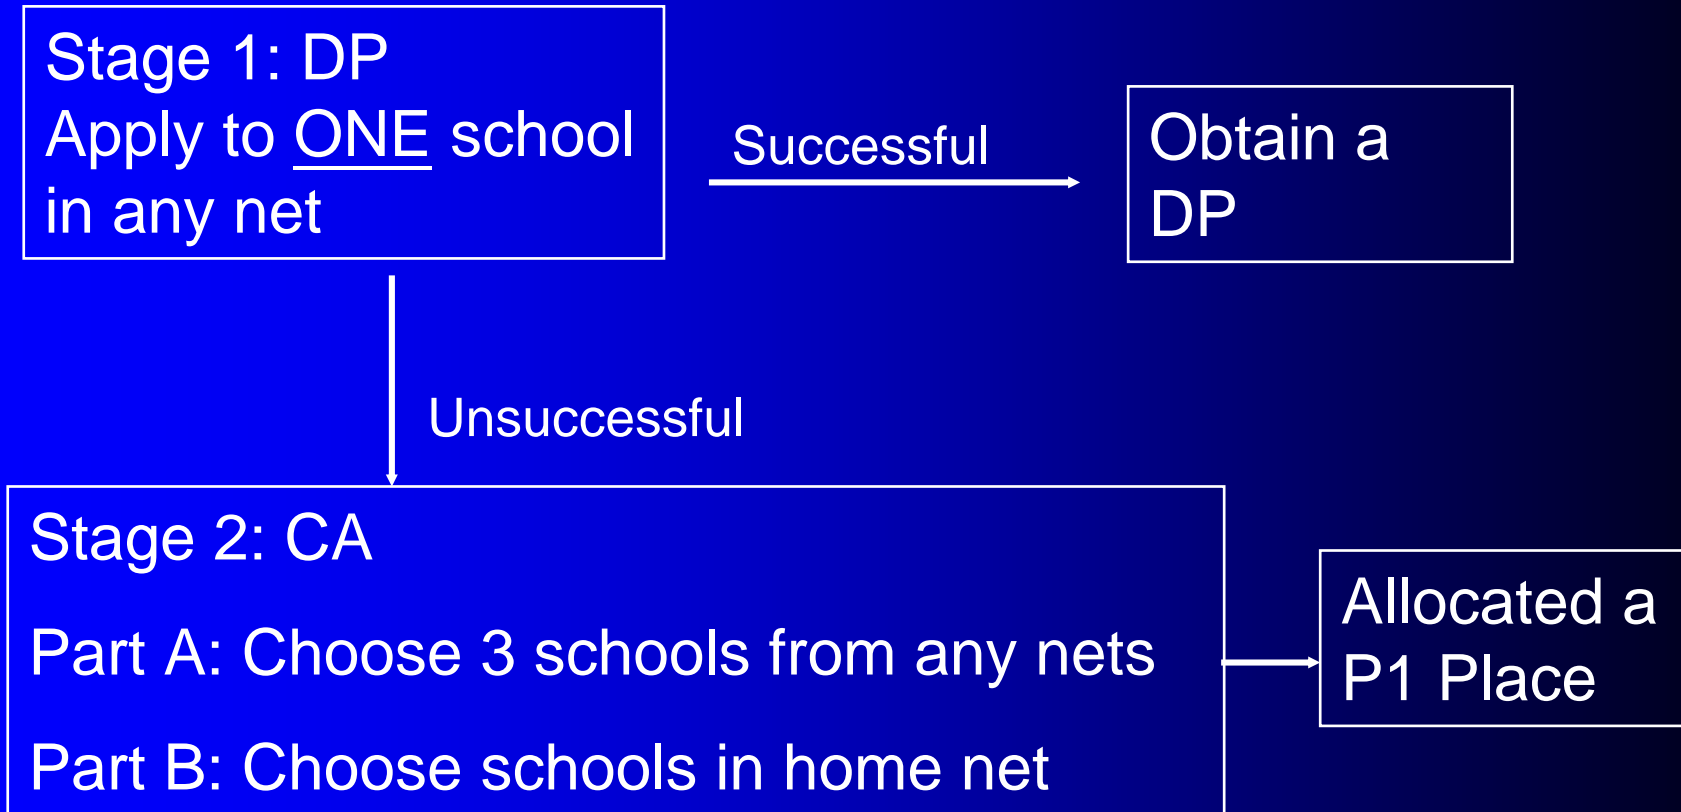 Stage 1: DP
Apply to ONE school
in any net
Successful
Obtain a
DP
Unsuccessful
Stage 2: CA
Part A: Choose 3 schools from any nets
Part B: Choose schools in home net
Allocated a
P1 Place